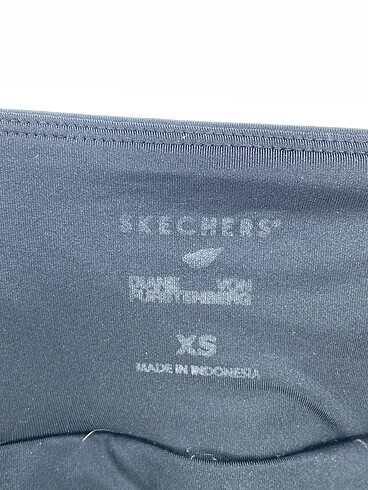 SKECHERS®
DIANE VON
FURSTENBERG
XS
MADE IN INDONESIA